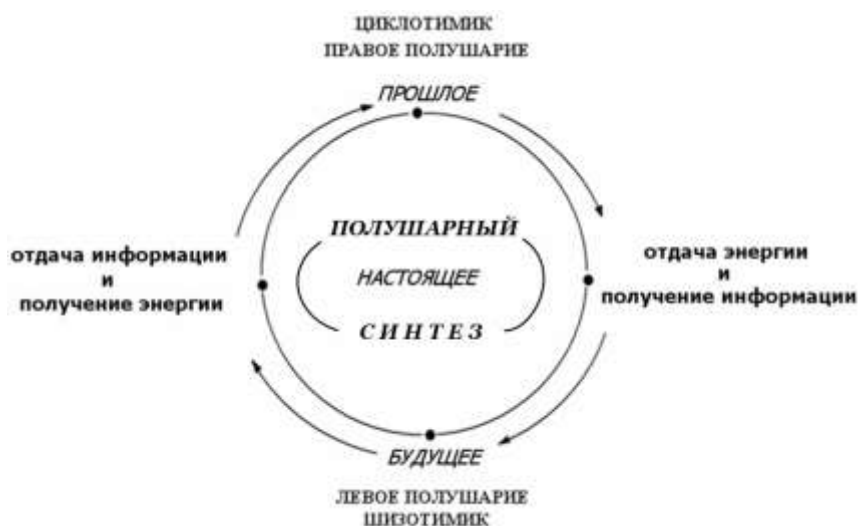 ЦИКЛОТИМИК
ПРАВОЕ ПОЛУШАРИЕ
ПРОШЛОЕ
ПОЛУШАРНЫЙ
НАСТОЯЩЕЕ
СИНТЕЗ
отдача информации
и
получение энергии
отдача энергии
и
получение информации
БУДУЩЕЕ
ЛЕВОЕ ПОЛУШАРИЕ
ШИЗОТИМИК